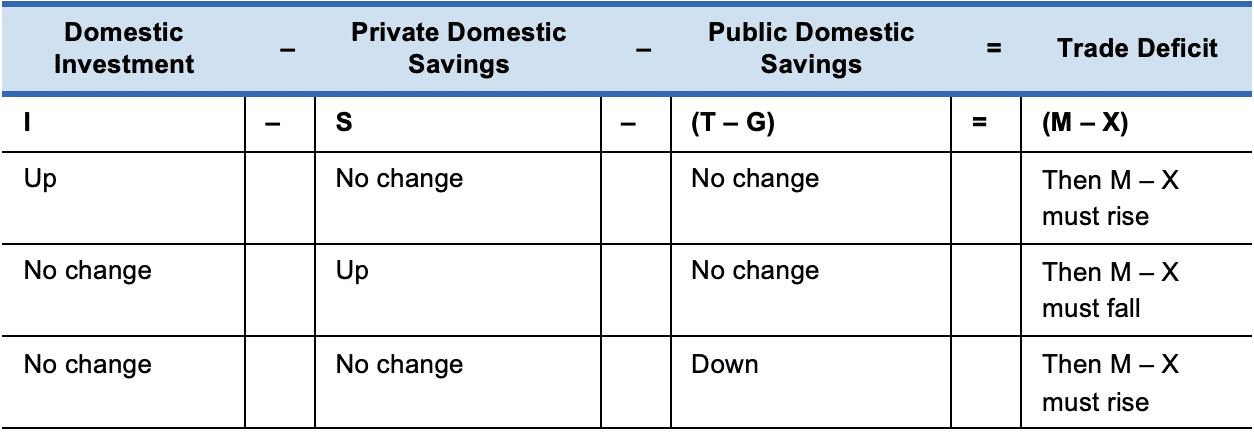 Domestic Investment – Private Domestic Savings – Public Domestic Savings = Trade Deficit
I – S – (T – G) = (M – X)
Up No change No change Then M – X must rise
No change Up No change Then M – X must fall
No change No change Down Then M – X must rise